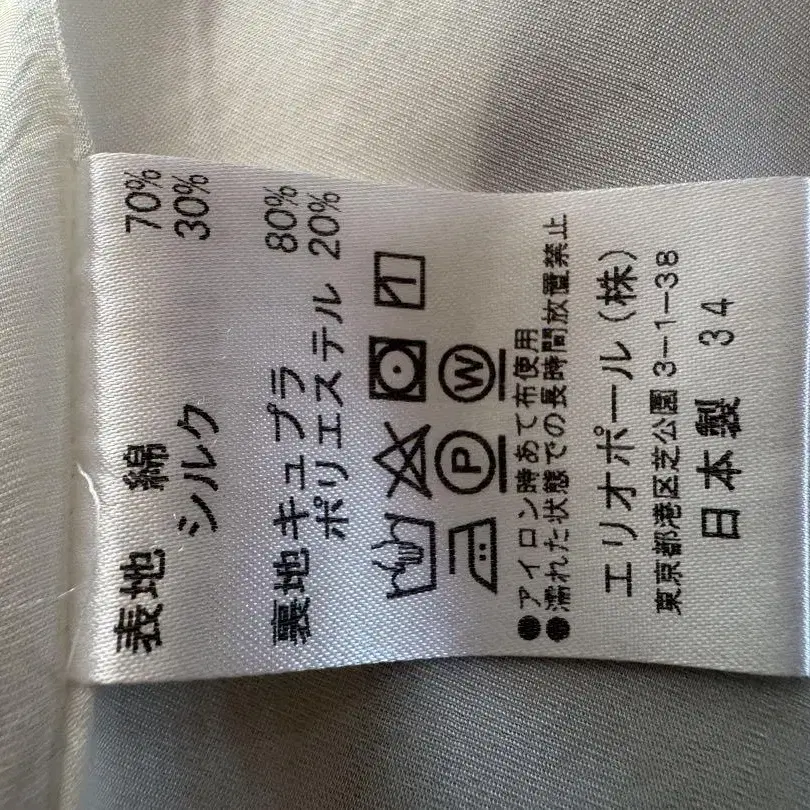 表地 綿 70%
シルク 30%
裏地 キュプラ 80%
ポリエステル 20%
P W
●アイロン時あて布使用
●濡れた状態での長時間放置禁止
エリオポール(株)
東京都港区芝公園3-1-38
日本製 34